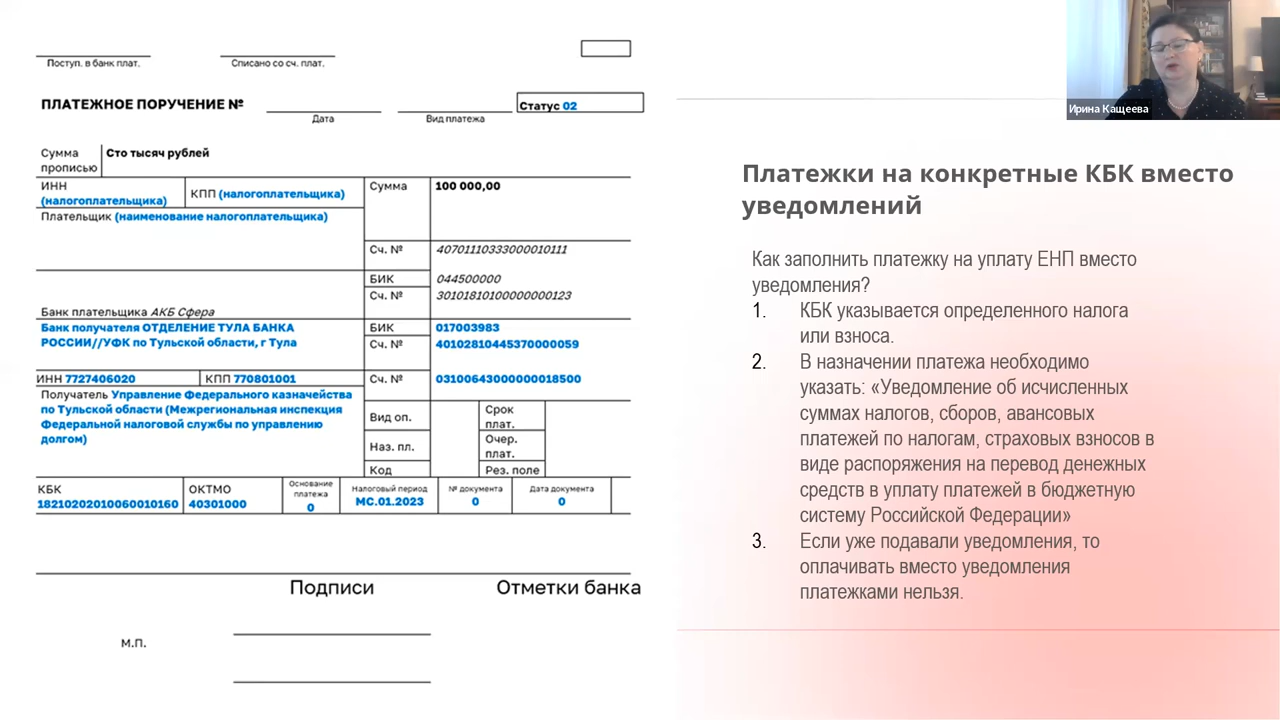 Поступ. в банк плат.
Списано со сч. плат.
ПЛАТЕЖНОЕ ПОРУЧЕНИЕ №
Дата
Вид платежа
Статус 02
Сумма
прописью
Сто тысяч рублей
ИНН
(налогоплательщика)
КПП (налогоплательщика)
Сумма
100 000,00
Плательщик (наименование налогоплательщика)
Сч. №
40701110333000010111
БИК
044500000
Сч. №
30101810100000000123
Банк плательщика АКБ Сфера
Банк получателя ОТДЕЛЕНИЕ ТУЛА БАНКА
РОССИИ//УФК по Тульской области, г Тула
БИК
017003983
Сч. №
40102810445370000059
ИНН 7727406020
КПП 770801001
Сч. №
03100643000000018500
Получатель Управление Федерального казначейства
по Тульской области (Межрегиональная инспекция
Федеральной налоговой службы по управлению
долгом)
Вид оп.
Срок
плат.
Наз. пл.
Очер.
плат.
Код
Рез. поле
КБК
18210202010060010160
ОКТМО
40301000
Основание
платежа
0
Налоговый период
МС.01.2023
№ документа
0
Дата документа
0
Подписи
Отметки банка
М.П.
Ирина Кащеева
Платежки на конкретные КБК вместо
уведомлений
Как заполнить платежку на уплату ЕНП вместо
уведомления?
1. КБК указывается определенного налога
или взноса.
2. В назначении платежа необходимо
указать: «Уведомление об исчисленных
суммах налогов, сборов, авансовых
платежей по налогам, страховых взносов в
виде распоряжения на перевод денежных
средств в уплату платежей в бюджетную
систему Российской Федерации»
3. Если уже подавали уведомления, то
оплачивать вместо уведомления
платежками нельзя.